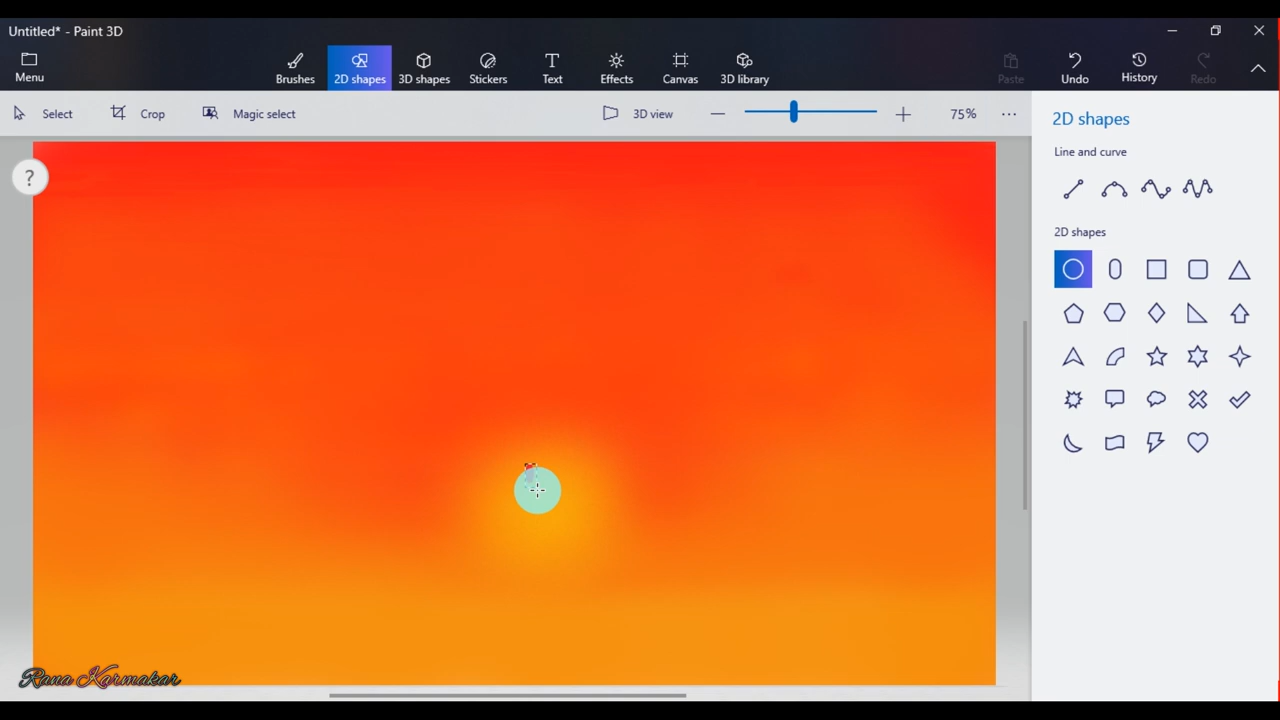 Untitled* - Paint 3D
Menu
Brushes
2D shapes
3D shapes
Stickers
Text
Effects
Canvas
3D library
Paste
Undo
History
Redo
Select
Crop
Magic select
3D view
75%
?
2D shapes
Line and curve
2D shapes
Rana Karmakar